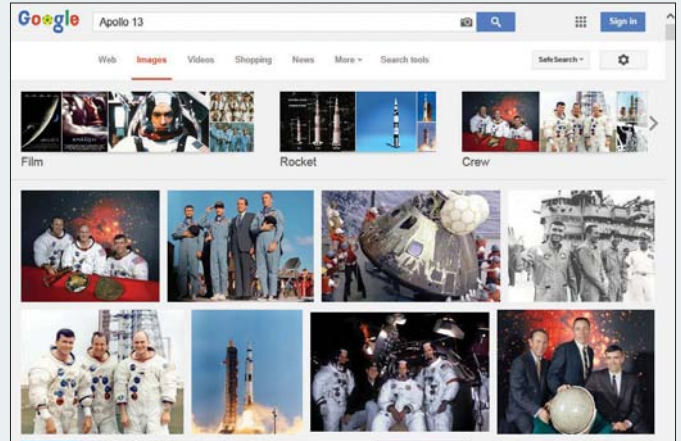 Google Apollo 13 Sign in
Web Images Videos Shopping News More Search tools SafeSearch
Film Rocket Crew